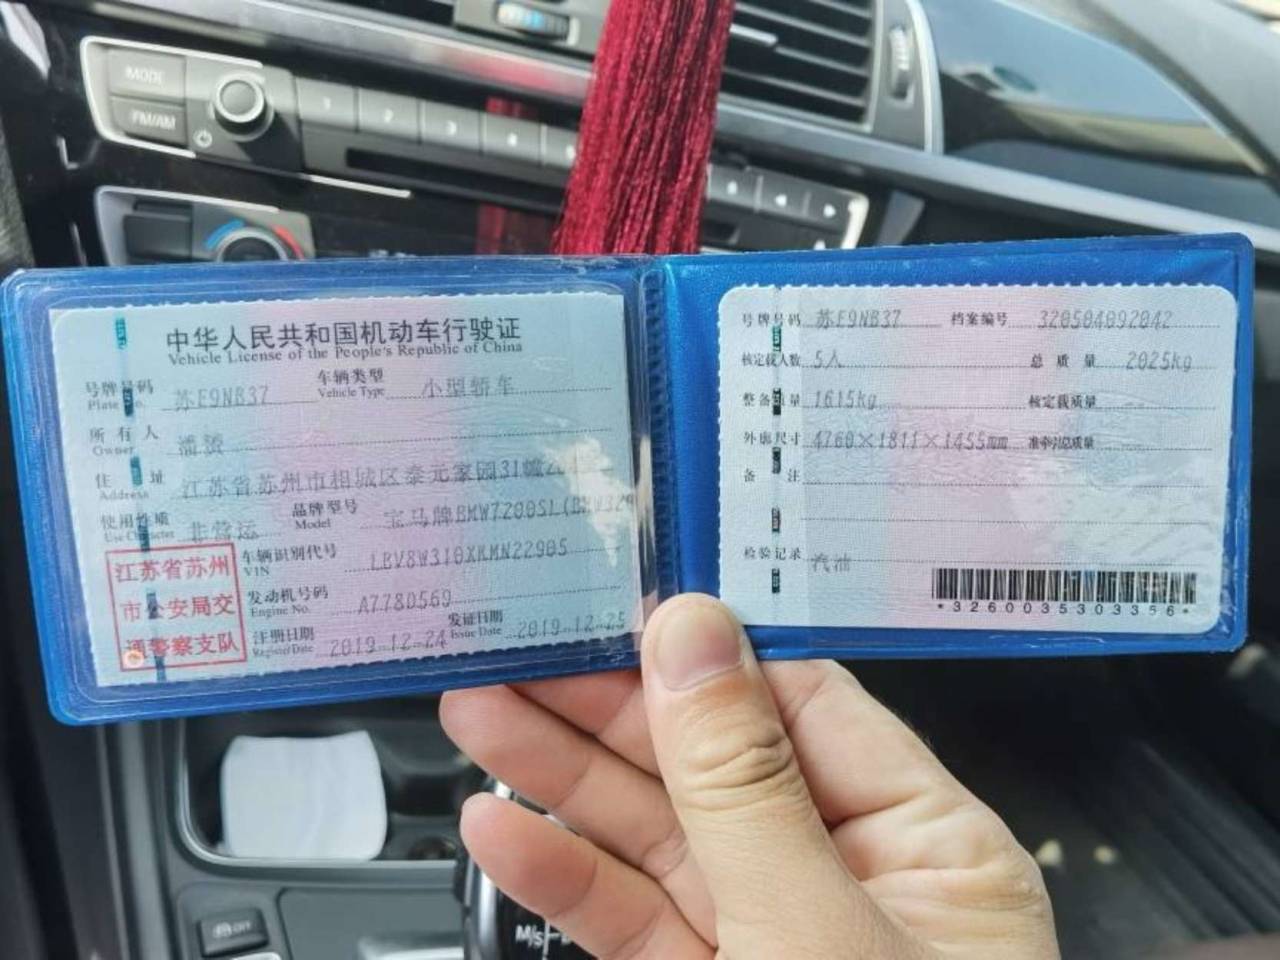 MODE
FM/AM
1
2
3
中华人民共和国机动车行驶证
Vehicle License of the People's Republic of China
号牌号码 苏E9NB37 车辆类型 小型轿车
Plate No. Vehicle Type
所有人
Owner
住址 江苏省苏州市相城区泰元家园31幢
Address
使用性质 非营运 品牌型号 宝马牌BMW7200SL(BMW32
Use Character Model
江苏省苏州
市公安局交
通警察支队
车辆识别代号 LBV8W310XKMN22905
VIN
发动机号码 A778D569
Engine No.
注册日期 2019-12-24 发证日期 2019-12-25
Register Date Issue Date
号牌号码 苏E9NB37 档案编号 320504092042
核定载人数 5人 总质量 2025kg
整备质量 1615kg 核定载质量
外廓尺寸 4760×1811×1455mm 准牵引总质量
备注
检验记录 汽油
*3260035303356*
OFF
M/S